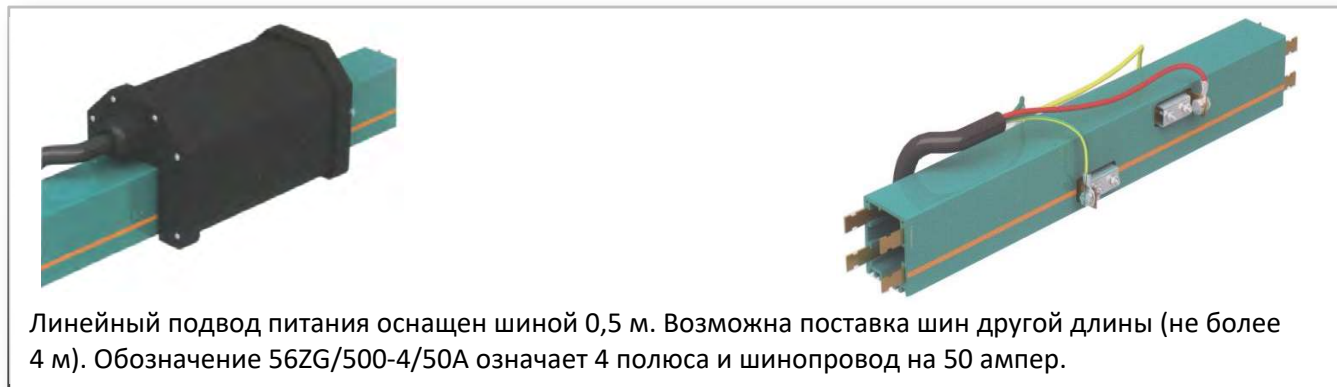 Линейный подвод питания оснащен шиной 0,5 м. Возможна поставка шин другой длины (не более
4 м). Обозначение 56ZG/500-4/50A означает 4 полюса и шинопровод на 50 ампер.